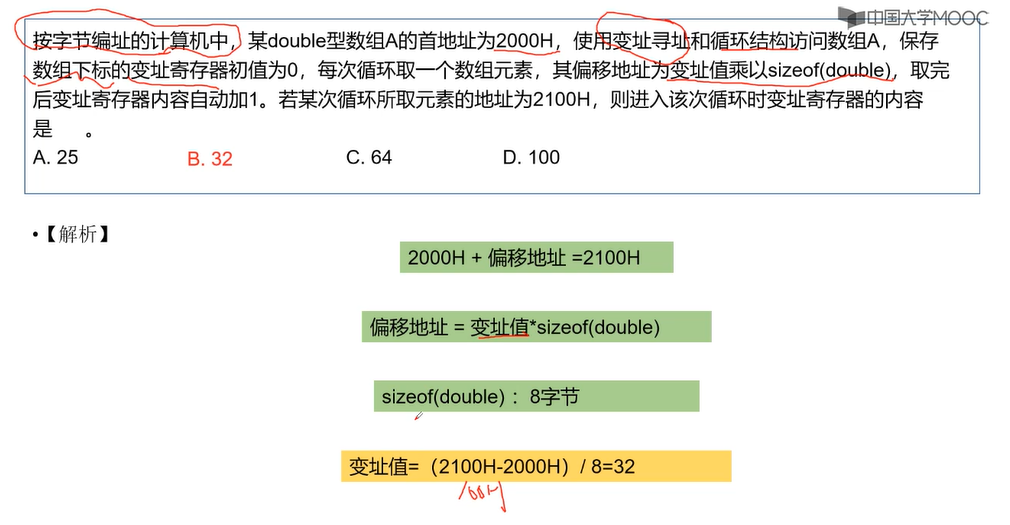 中国大学MOOC
按字节编址的计算机中，某double型数组A的首地址为2000H，使用变址寻址和循环结构访问数组A，保存
数组下标的变址寄存器初值为0，每次循环取一个数组元素，其偏移地址为变址值乘以sizeof(double)，取完
后变址寄存器内容自动加1。若某次循环所取元素的地址为2100H，则进入该次循环时变址寄存器的内容
是 。
A. 25 B. 32 C. 64 D. 100
•【解析】
2000H + 偏移地址 =2100H
偏移地址 = 变址值*sizeof(double)
sizeof(double) ：8字节
变址值=（2100H-2000H）/ 8=32
100H